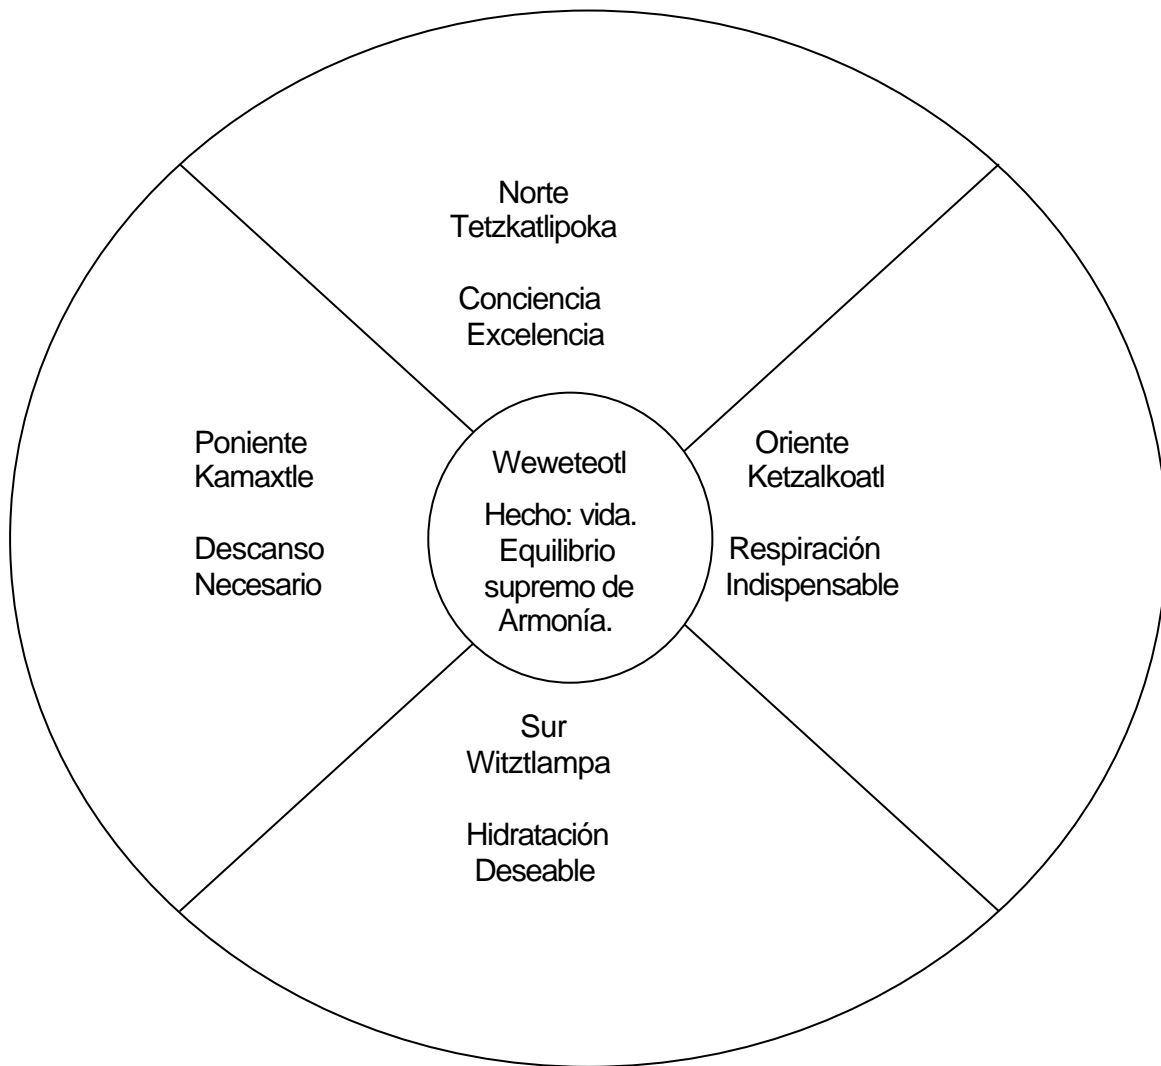 Norte
Tetzkatlipoka
Conciencia
Excelencia
Poniente
Kamaxtle
Descanso
Necesario
Weweteotl
Hecho: vida.
Equilibrio
supremo de
Armonía.
Oriente
Ketzalkoatl
Respiración
Indispensable
Sur
Witztlampa
Hidratación
Deseable